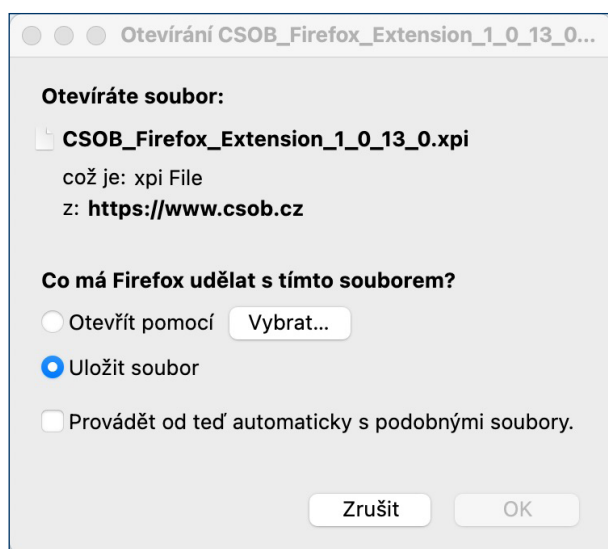 Otevírání CSOB_Firefox_Extension_1_0_13_0...
Otevíráte soubor:
CSOB_Firefox_Extension_1_0_13_0.xpi
což je: xpi File
z: https://www.csob.cz
Co má Firefox udělat s tímto souborem?
Otevřít pomocí Vybrat...
Uložit soubor
Provádět od teď automaticky s podobnými soubory.
Zrušit OK